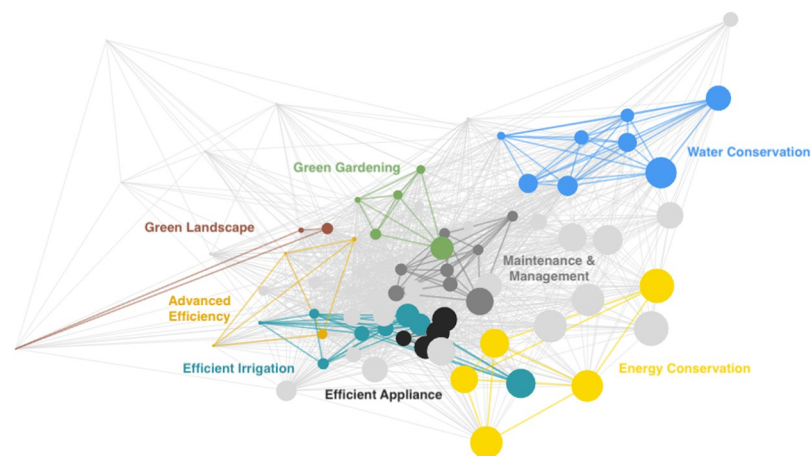 Water Conservation
Green Gardening
Green Landscape
Maintenance &
Management
Advanced
Efficiency
Efficient Irrigation
Energy Conservation
Efficient Appliance